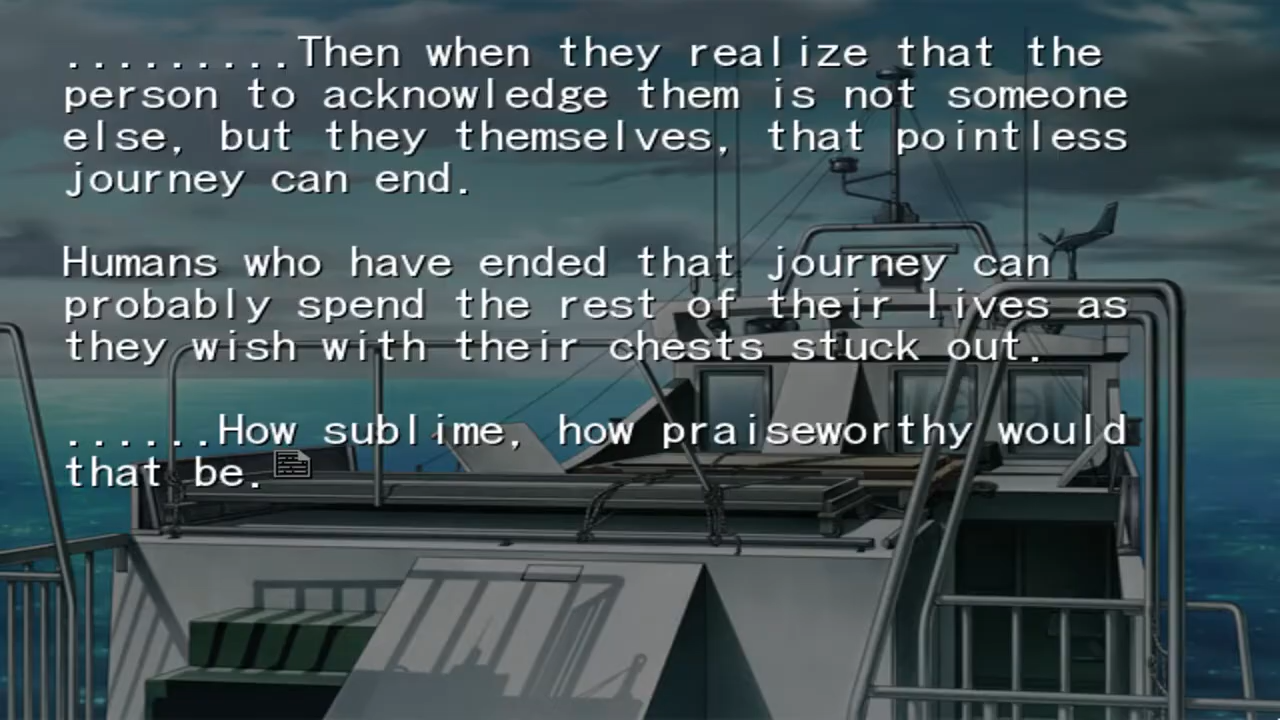 .........Then when they realize that the
person to acknowledge them is not someone
else, but they themselves, that pointless
journey can end.
Humans who have ended that journey can
probably spend the rest of their lives as
they wish with their chests stuck out.
......How sublime, how praiseworthy would
that be.